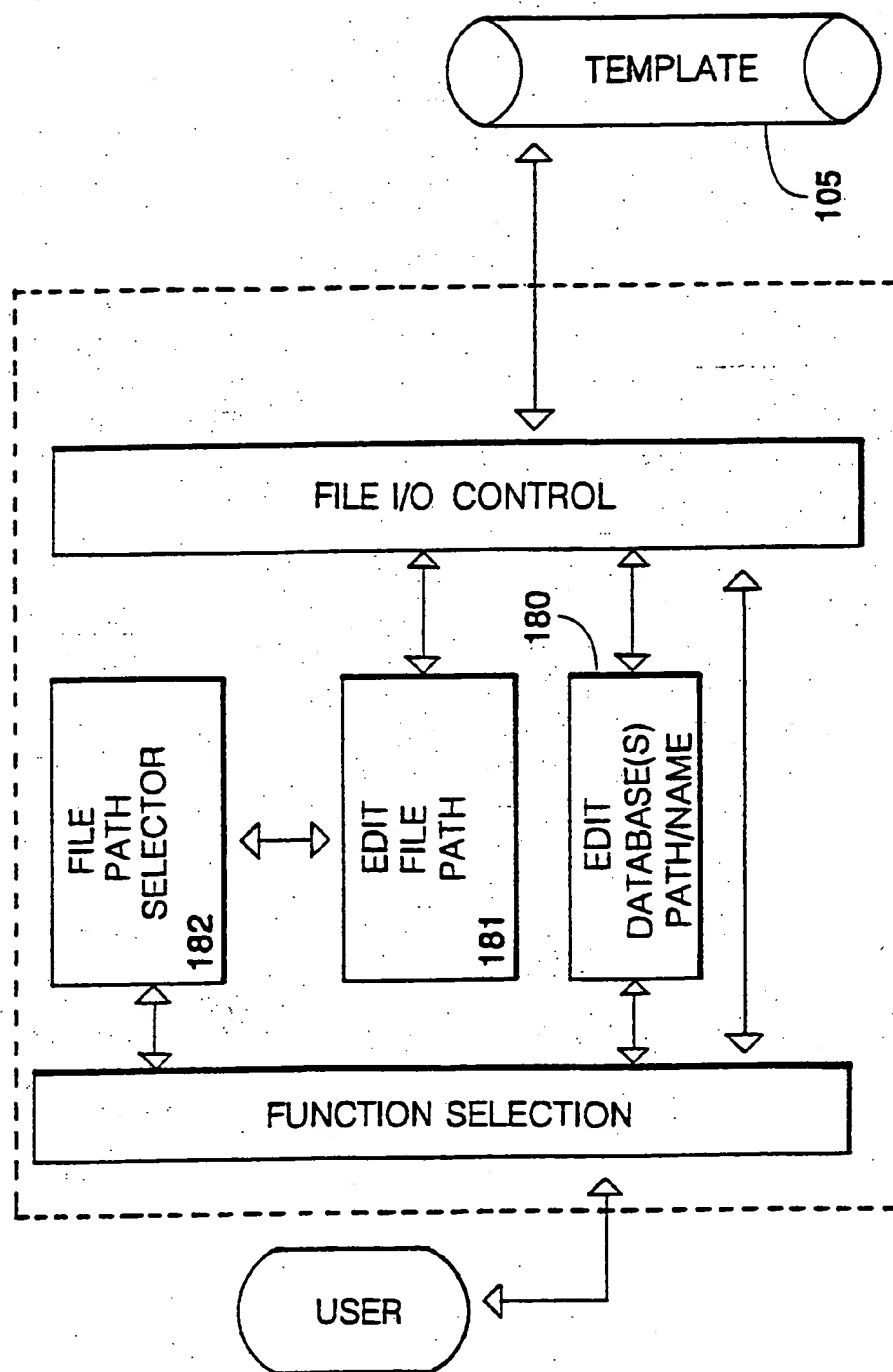 USER
FUNCTION SELECTION
FILE
PATH
SELECTOR
182
EDIT
FILE
PATH
181
EDIT
DATABASE(S)
PATH/NAME
180
FILE I/O CONTROL
TEMPLATE
105